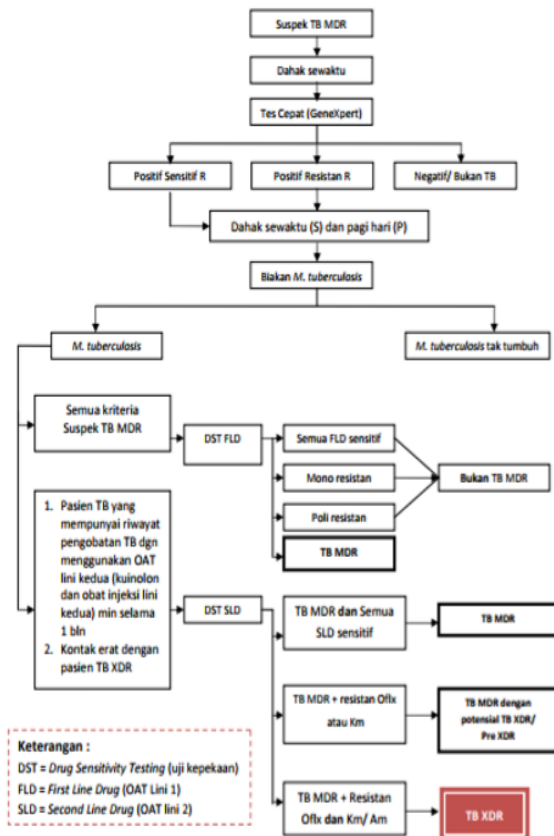 Suspek TB MDR
Dahak sewaktu
Tes Cepat (GeneXpert)
Positif Sensitif R
Positif Resistan R
Negatif/ Bukan TB
Dahak sewaktu (S) dan pagi hari (P)
Biakan M. tuberculosis
M. tuberculosis
M. tuberculosis tak tumbuh
Semua kriteria
Suspek TB MDR
DST FLD
Semua FLD sensitif
Mono resistan
Poli resistan
TB MDR
Bukan TB MDR
1. Pasien TB yang
mempunyai riwayat
pengobatan TB dgn
menggunakan OAT
lini kedua (kuinolon
dan obat injeksi lini
kedua) min selama
1 bln
2. Kontak erat dengan
pasien TB XDR
DST SLD
TB MDR dan Semua
SLD sensitif
TB MDR
TB MDR + resistan Oflx
atau Km
TB MDR dengan
potensial TB XDR/
Pre XDR
TB MDR + Resistan
Oflx dan Km/ Am
TB XDR
Keterangan :
DST = Drug Sensitivity Testing (uji kepekaan)
FLD = First Line Drug (OAT Lini 1)
SLD = Second Line Drug (OAT lini 2)